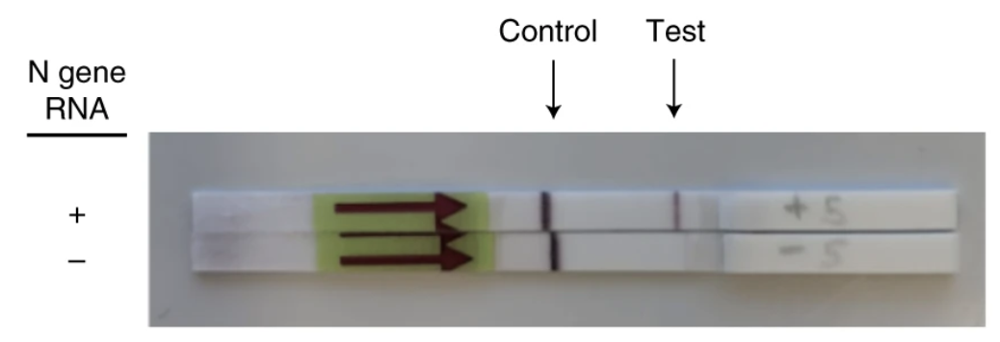 Control Test
N gene
RNA
+
+ 5
–
- 5